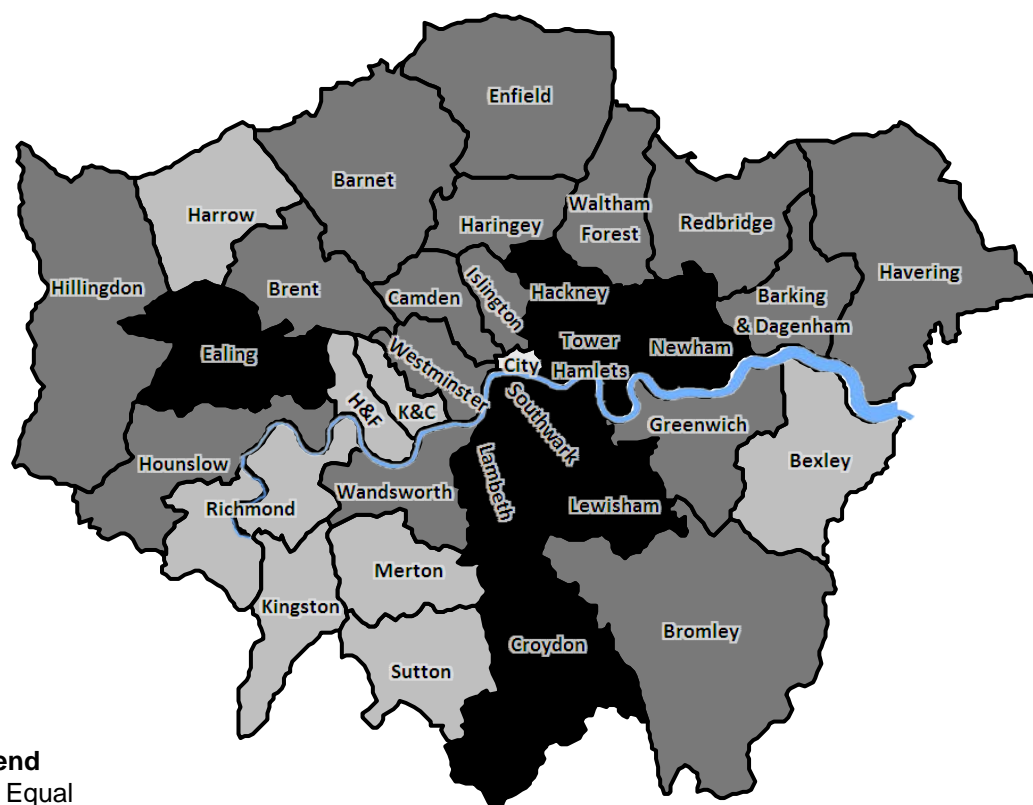 Enfield
Barnet
Harrow
Haringey
Waltham
Forest
Redbridge
Havering
Hillingdon
Brent
Camden
Islington
Hackney
Barking
& Dagenham
Ealing
Westminster
City
Tower
Hamlets
Newham
H&F
K&C
Southwark
Greenwich
Hounslow
Bexley
Richmond
Wandsworth
Lambeth
Lewisham
Merton
Kingston
Croydon
Bromley
Sutton
end
Equal